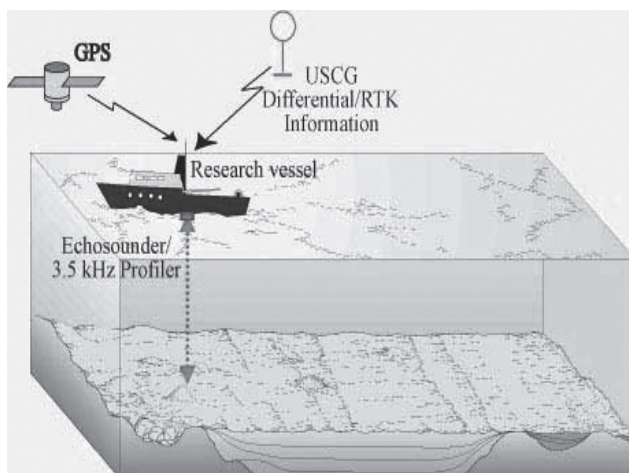 GPS
USCG
Differential/RTK
Information
Research vessel
Echosounder/
3.5 kHz Profiler